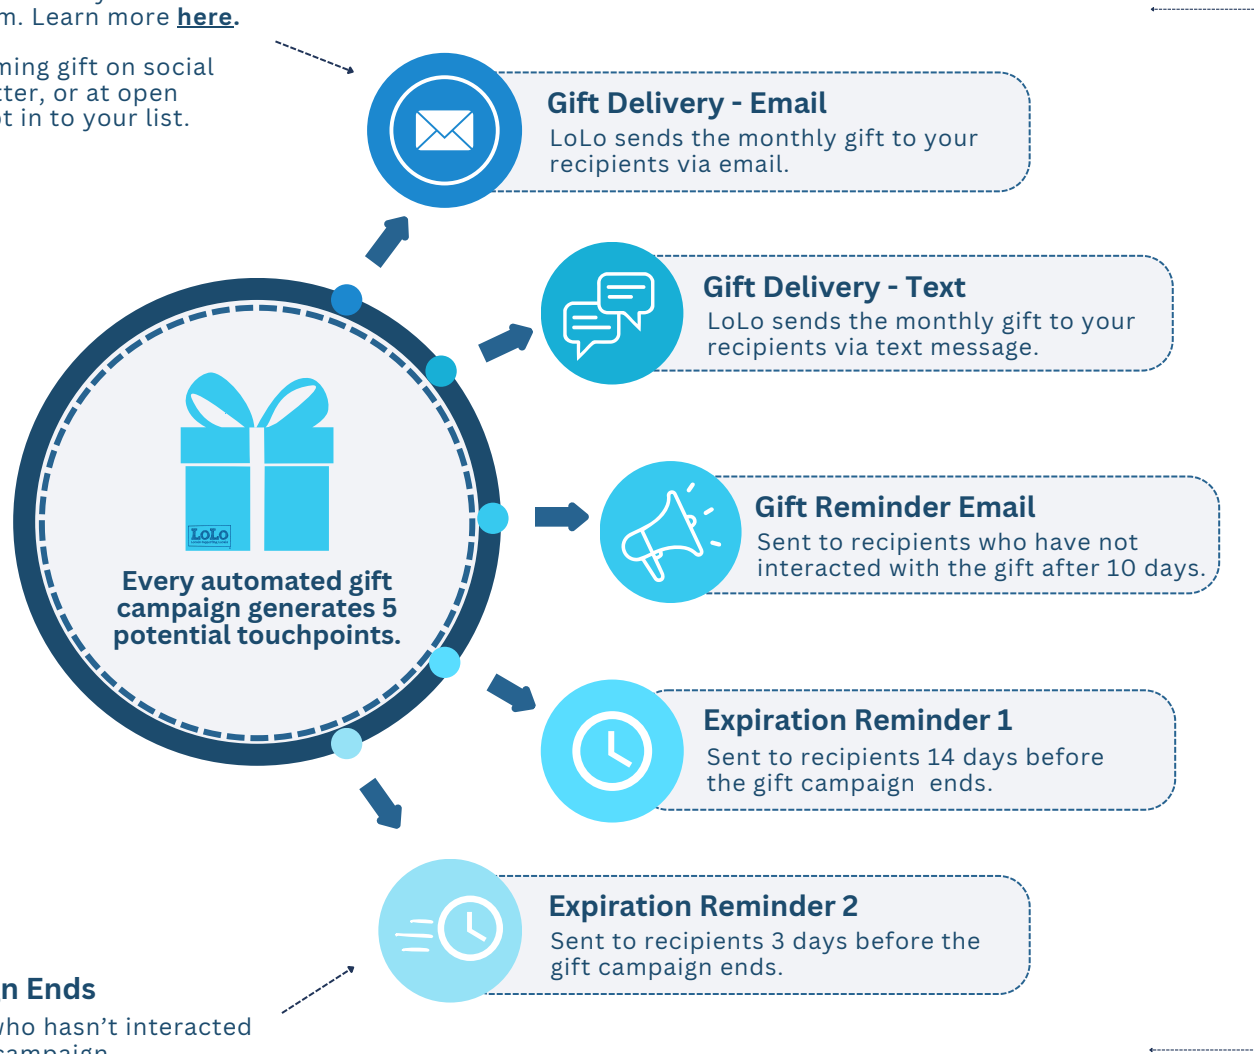 m. Learn more here.
ming gift on social
tter, or at open
t in to your list.
Gift Delivery - Email
LoLo sends the monthly gift to your
recipients via email.
Gift Delivery - Text
LoLo sends the monthly gift to your
recipients via text message.
LoLo
Every automated gift
campaign generates 5
potential touchpoints.
Gift Reminder Email
Sent to recipients who have not
interacted with the gift after 10 days.
Expiration Reminder 1
Sent to recipients 14 days before
the gift campaign  ends.
Expiration Reminder 2
Sent to recipients 3 days before the
gift campaign ends.
n Ends
who hasn't interacted
campaign